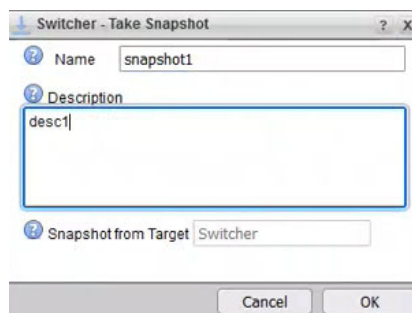 Switcher - Take Snapshot ? X
Name snapshot1
Description
desc1
Snapshot from Target Switcher
Cancel OK